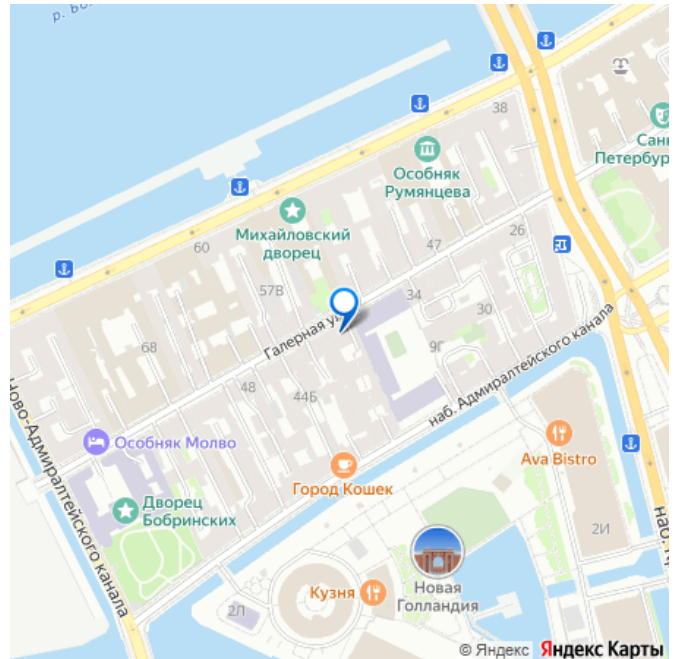 р. Бо
38
Санк
Петербур
Особняк
Румянцева
Михайловский
дворец
60
47
26
57В
34
Галерная ул
30
68
9Г
48
44Б
наб. Адмиралтейского канала
Ново-Адмиралтейского канала
Особняк Молво
Город Кошек
Ava Bistro
Дворец
Бобринских
2И
наб.
Кузня
Новая
Голландия
2Л
© Яндекс Яндекс Карты